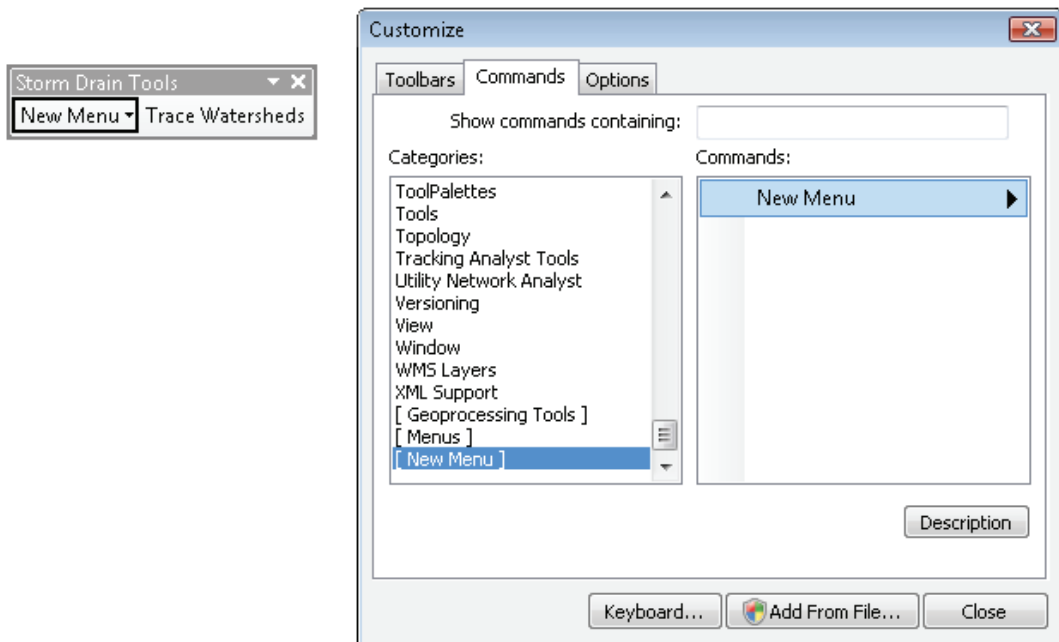 Storm Drain Tools
New Menu Trace Watersheds
Customize
Toolbars Commands Options
Show commands containing:
Categories:
Commands:
ToolPalettes
Tools
Topology
Tracking Analyst Tools
Utility Network Analyst
Versioning
View
Window
WMS Layers
XML Support
[ Geoprocessing Tools ]
[ Menus ]
[ New Menu ]
New Menu
Description
Keyboard... Add From File... Close